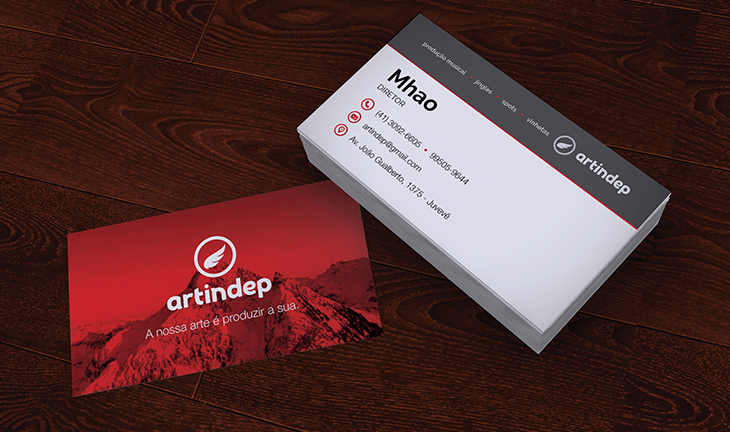 artindep
A nossa arte é produzir a sua.
produção musical • jingles • spots • vinhetas
artindep
Mhao
DIRETOR
(41) 3092-6605 • 99505-9644
artindep@gmail.com
Av. João Gualberto, 1375 - Juvevê